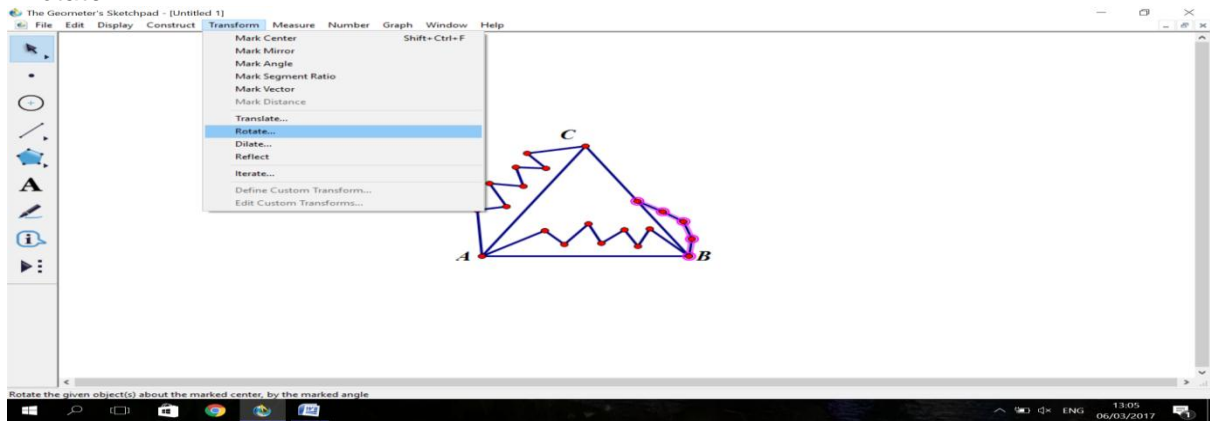 The Geometer's Sketchpad - [Untitled 1]
File Edit Display Construct Transform Measure Number Graph Window Help
Mark Center Shift+Ctrl+F
Mark Mirror
Mark Angle
Mark Segment Ratio
Mark Vector
Mark Distance
Translate...
Rotate...
Dilate...
Reflect
Iterate...
Define Custom Transform...
Edit Custom Transforms...
C
A
A
B
Rotate the given object(s) about the marked center, by the marked angle
ENG
13:05
06/03/2017